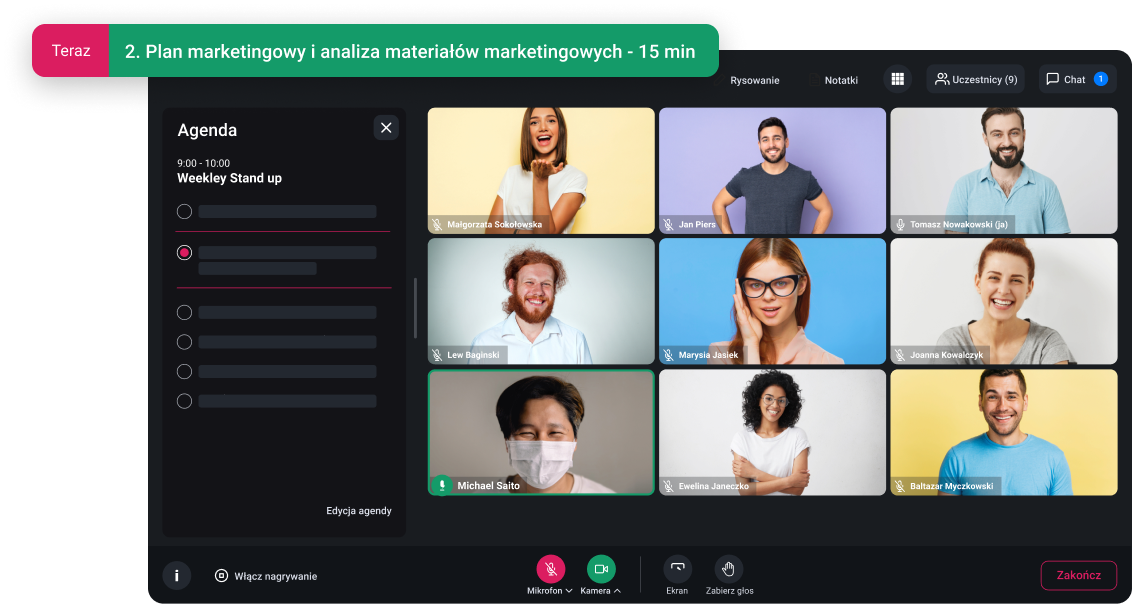 Teraz
2. Plan marketingowy i analiza materiałów marketingowych - 15 min
Rysowanie
Notatki
Uczestnicy (9)
Chat
1
Agenda
9:00 - 10:00
Weekley Stand up
Edycja agendy
Małgorzata Sokołowska
Jan Piers
Tomasz Nowakowski (ja)
Lew Baginski
Marysia Jasiek
Joanna Kowalczyk
Michael Saito
Ewelina Janeczko
Baltazar Myczkowski
i
Włącz nagrywanie
Mikrofon
Kamera
Ekran
Zabierz głos
Zakończ